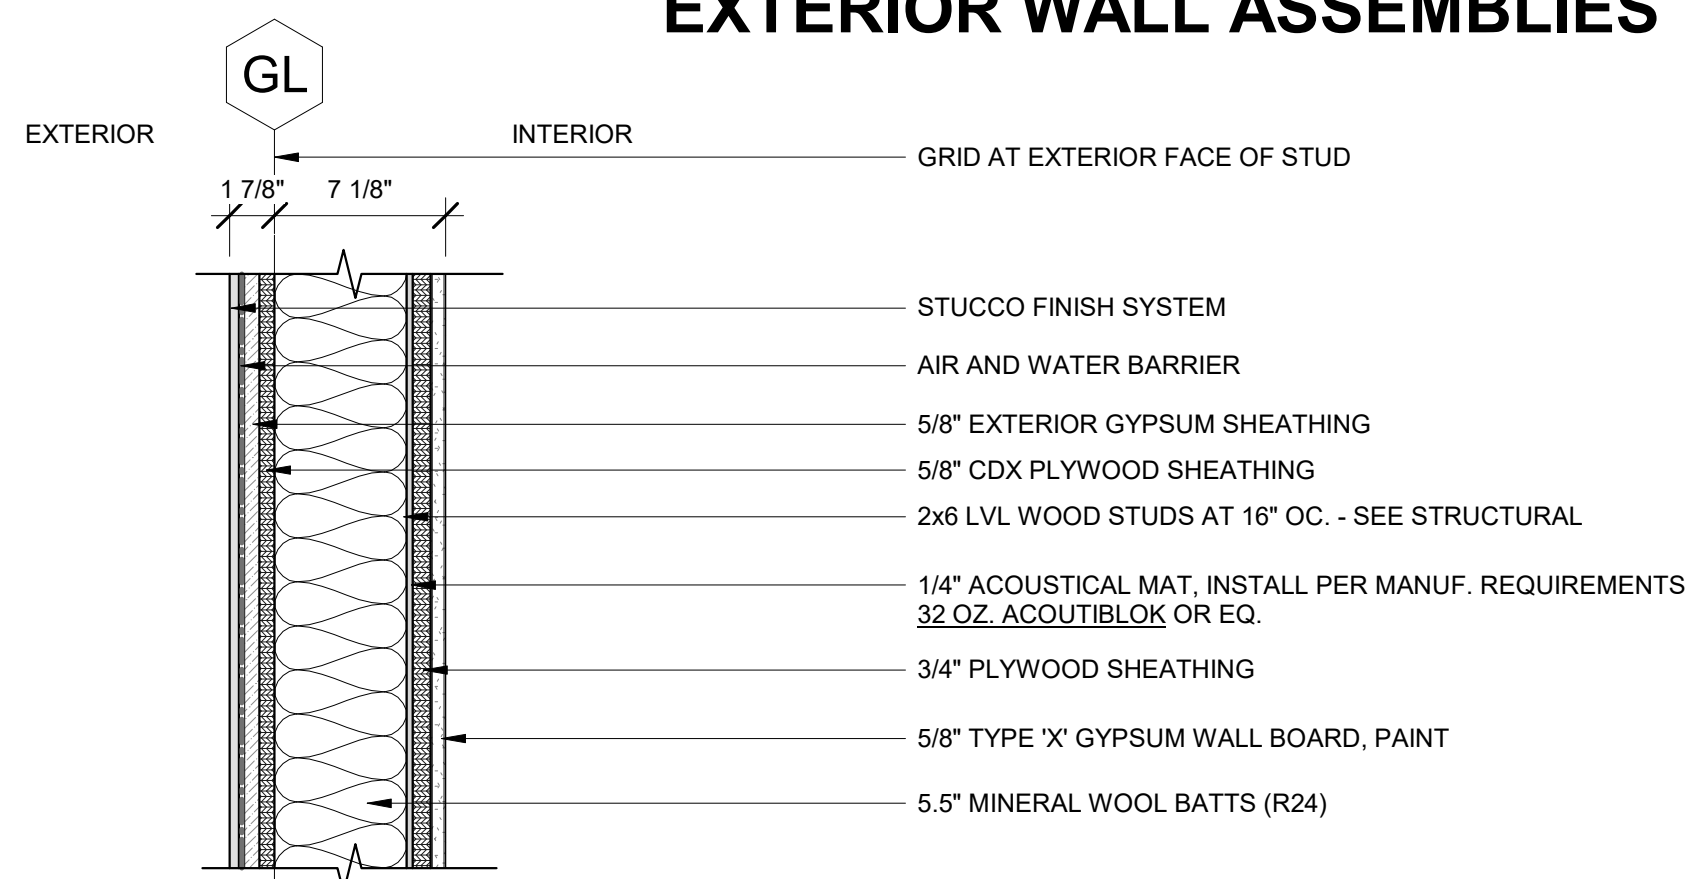 EXTERIOR WALL ASSEMBLIES
GL
EXTERIOR
INTERIOR
GRID AT EXTERIOR FACE OF STUD
1 7/8"
7 1/8"
STUCCO FINISH SYSTEM
AIR AND WATER BARRIER
5/8" EXTERIOR GYPSUM SHEATHING
5/8" CDX PLYWOOD SHEATHING
2x6 LVL WOOD STUDS AT 16" OC. - SEE STRUCTURAL
1/4" ACOUSTICAL MAT, INSTALL PER MANUF. REQUIREMENTS
32 OZ. ACOUTIBLOK OR EQ.
3/4" PLYWOOD SHEATHING
5/8" TYPE 'X' GYPSUM WALL BOARD, PAINT
5.5" MINERAL WOOL BATTS (R24)